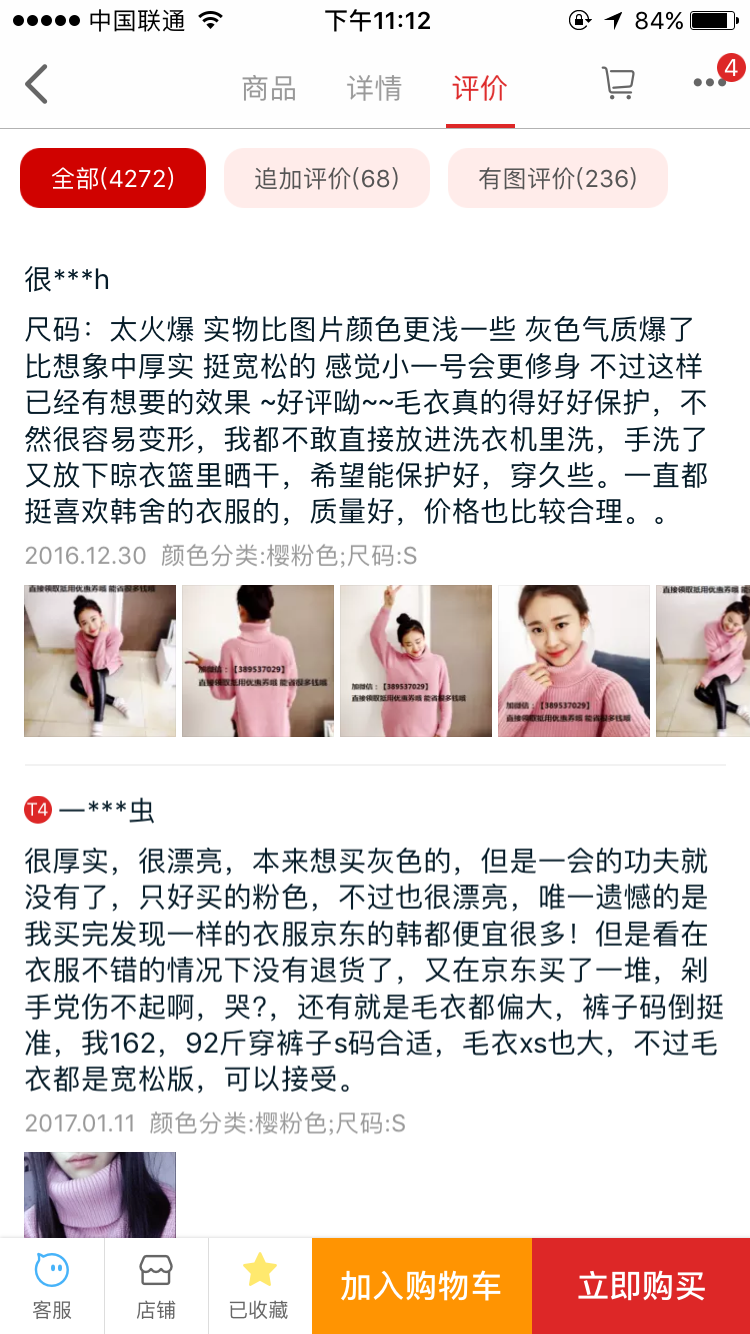 中国联通 下午11:12 84%
商品 详情 评价 4
全部(4272) 追加评价(68) 有图评价(236)
很***h
尺码：太火爆 实物比图片颜色更浅一些 灰色气质爆了
比想象中厚实 挺宽松的 感觉小一号会更修身 不过这样
已经有想要的效果 ~好评呦~~毛衣真的得好好保护，不
然很容易变形，我都不敢直接放进洗衣机里洗，手洗了
又放下晾衣篮里晒干，希望能保护好，穿久些。一直都
挺喜欢韩舍的衣服的，质量好，价格也比较合理。。
2016.12.30 颜色分类:樱粉色;尺码:S
直接领取抵用优惠弄哦 能省很多钱哦
加微信：【389537029】
直接领取抵用优惠弄哦 能省很多钱哦
加微信：【389537029】
直接领取抵用优惠弄哦 能省很多钱哦
加微信：【389537029】
直接领取抵用优惠弄哦 能省很多钱哦
直接领取抵用优惠弄哦 能省很
T4 一***虫
很厚实，很漂亮，本来想买灰色的，但是一会的功夫就
没有了，只好买的粉色，不过也很漂亮，唯一遗憾的是
我买完发现一样的衣服京东的韩都便宜很多！但是看在
衣服不错的情况下没有退货了，又在京东买了一堆，剁
手党伤不起啊，哭?，还有就是毛衣都偏大，裤子码倒挺
准，我162，92斤穿裤子s码合适，毛衣xs也大，不过毛
衣都是宽松版，可以接受。
2017.01.11 颜色分类:樱粉色;尺码:S
客服 店铺 已收藏 加入购物车 立即购买